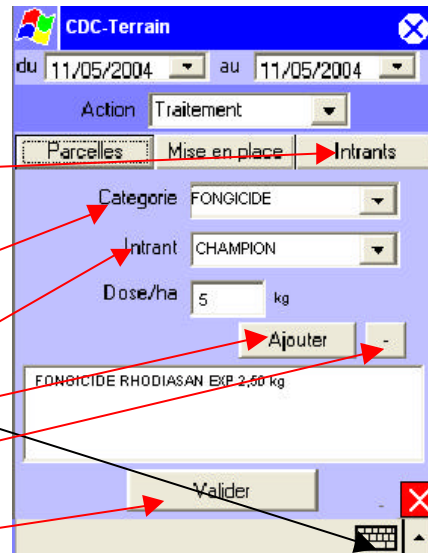 CDC-Terrain
du 11/05/2004 au 11/05/2004
Action Traitement
Parcelles Mise en place Intrants
Categorie FONGICIDE
Intrant CHAMPION
Dose/ha 5 kg
Ajouter -
FONGICIDE RHODIASAN EXP 2,50 kg
Valider